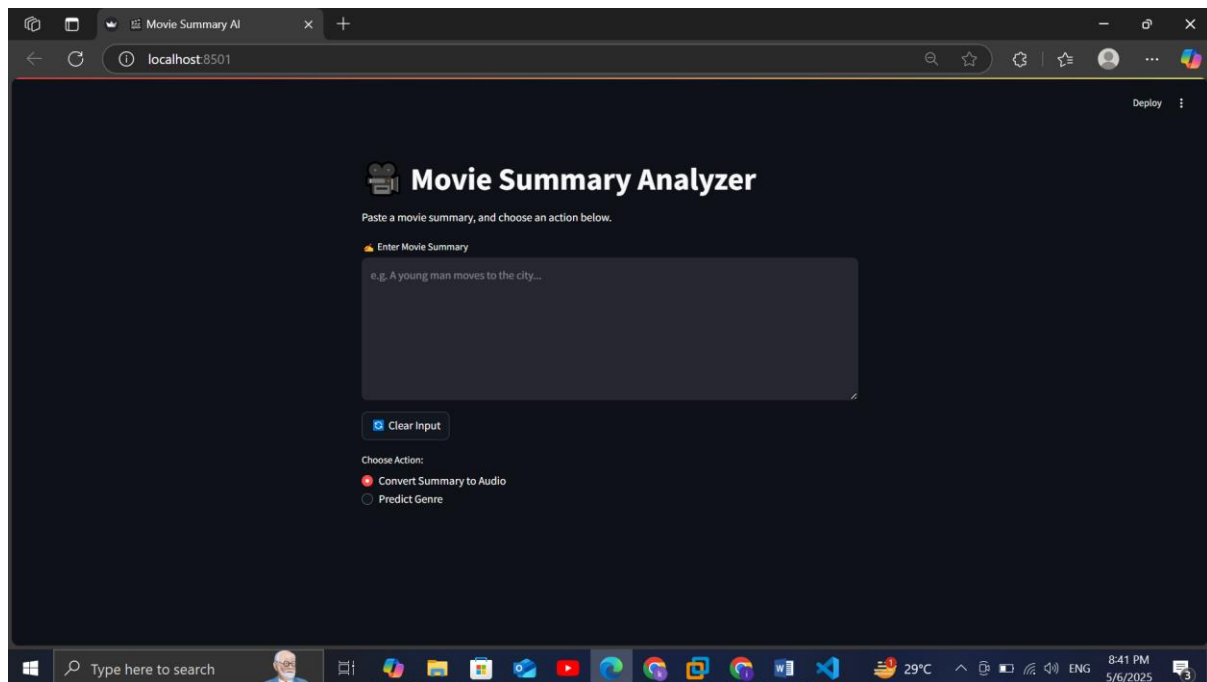 Movie Summary AI
localhost:8501
Deploy
Movie Summary Analyzer
Paste a movie summary, and choose an action below.
Enter Movie Summary
e.g. A young man moves to the city...
Clear Input
Choose Action:
Convert Summary to Audio
Predict Genre
Type here to search
29°C
ENG
8:41 PM
5/6/2025
3